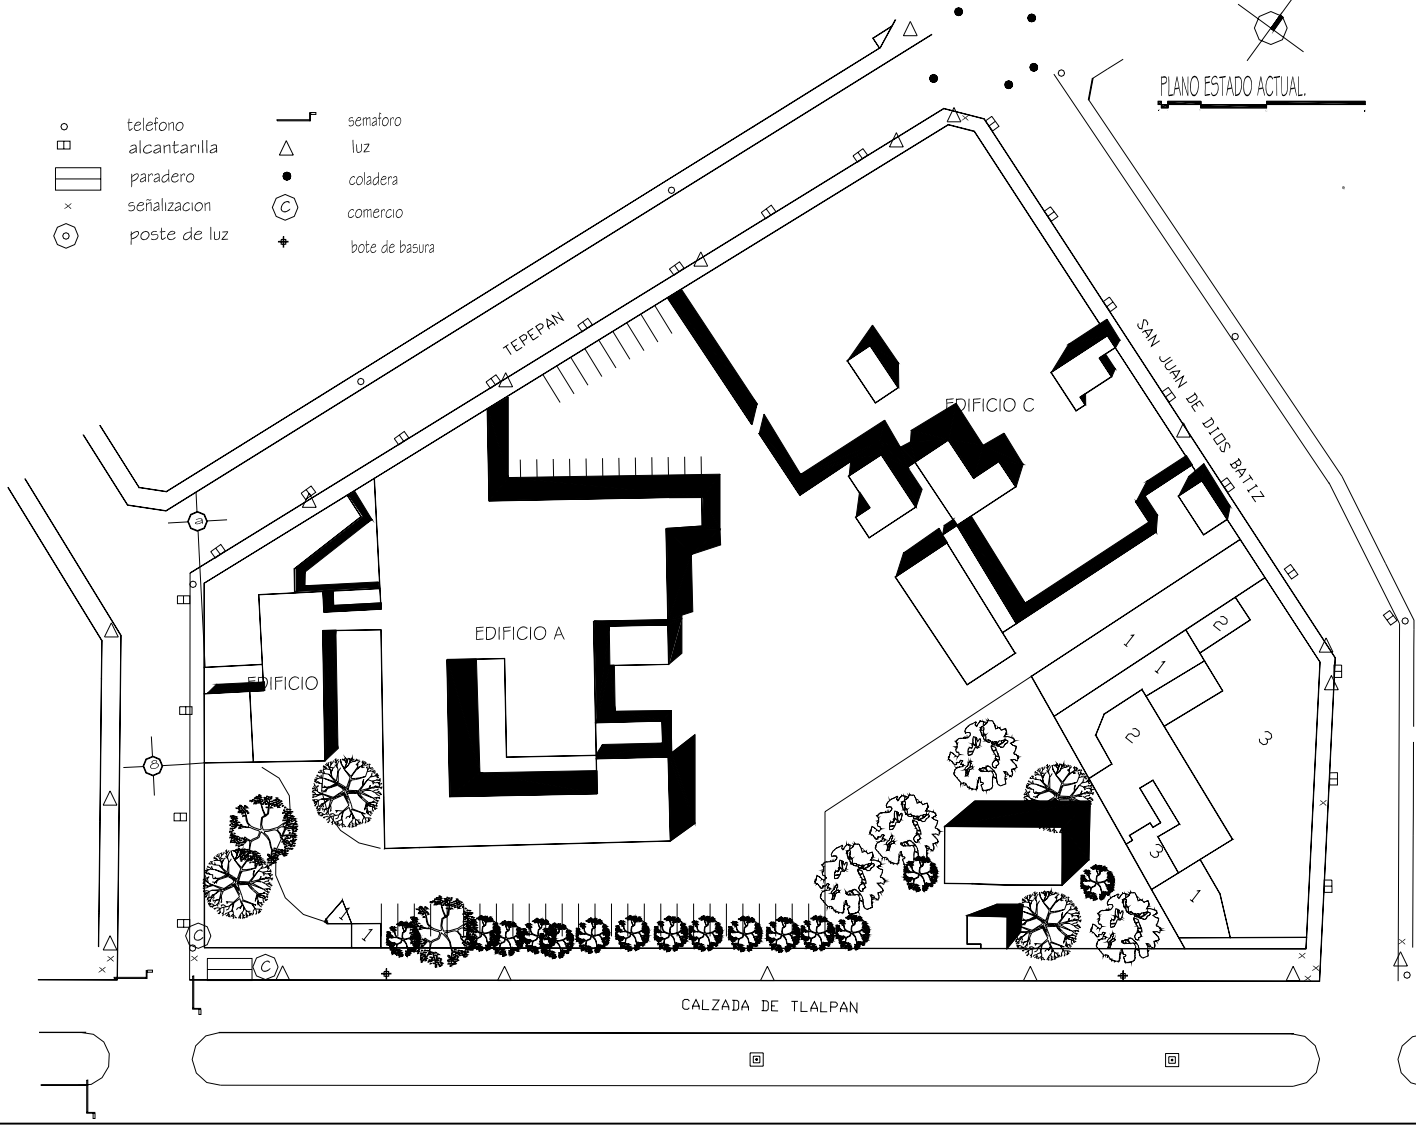 PLANO ESTADO ACTUAL.
telefono
semaforo
alcantarilla
luz
paradero
coladera
señalizacion
C
comercio
poste de luz
bote de basura
TEPEPAN
SAN JUAN DE DIOS BATIZ
EDIFICIO C
a
EDIFICIO A
EDIFICIO
1
2
1
2
3
3
1
1
1
C
C
CALZADA DE TLALPAN